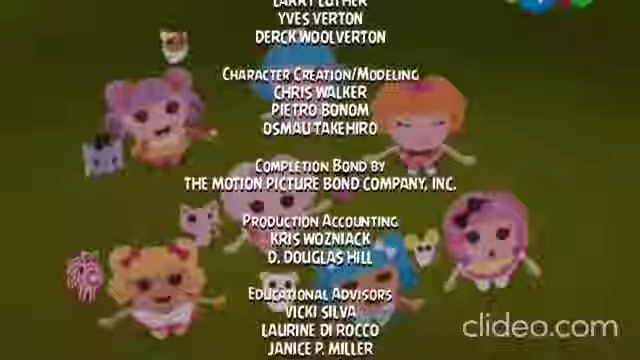 LARRY LUTHER
YVES VERTON
DERCK WOOLVERTON
CHARACTER CREATION/MODELING
CHRIS WALKER
PIETRO BONOM
OSMAU TAKEHIRO
COMPLETION BOND BY
THE MOTION PICTURE BOND COMPANY, INC.
PRODUCTION ACCOUNTING
KRIS WOZNIACK
D. DOUGLAS HILL
EDUCATIONAL ADVISORS
VICKI SILVA
LAURINE DI ROCCO
JANICE P. MILLER
clideo.com